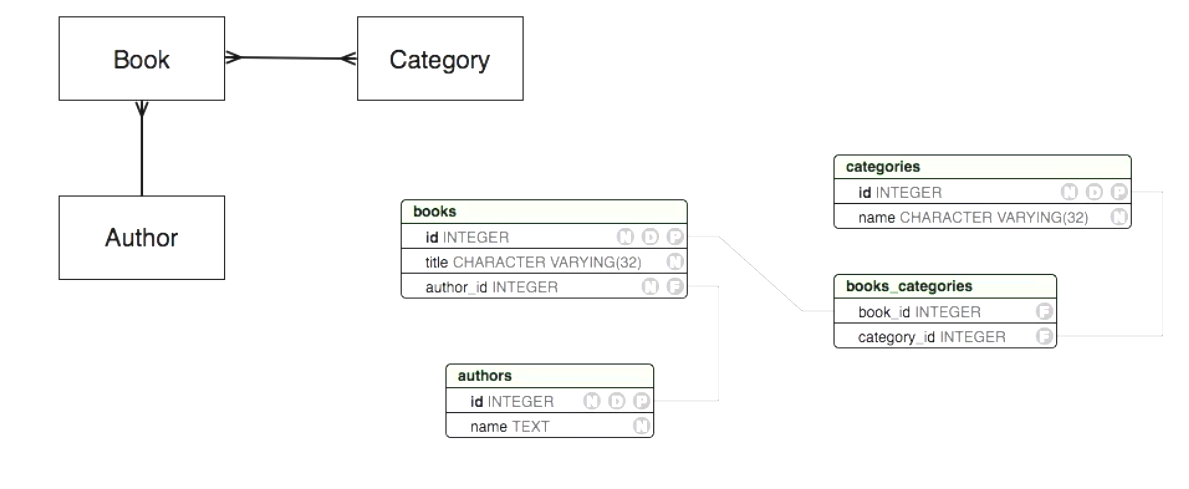 Book
Category
Author
categories
id INTEGER N D P
name CHARACTER VARYING(32) N
books
id INTEGER N D P
title CHARACTER VARYING(32) N
author_id INTEGER N F
books_categories
book_id INTEGER F
category_id INTEGER F
authors
id INTEGER N D P
name TEXT N